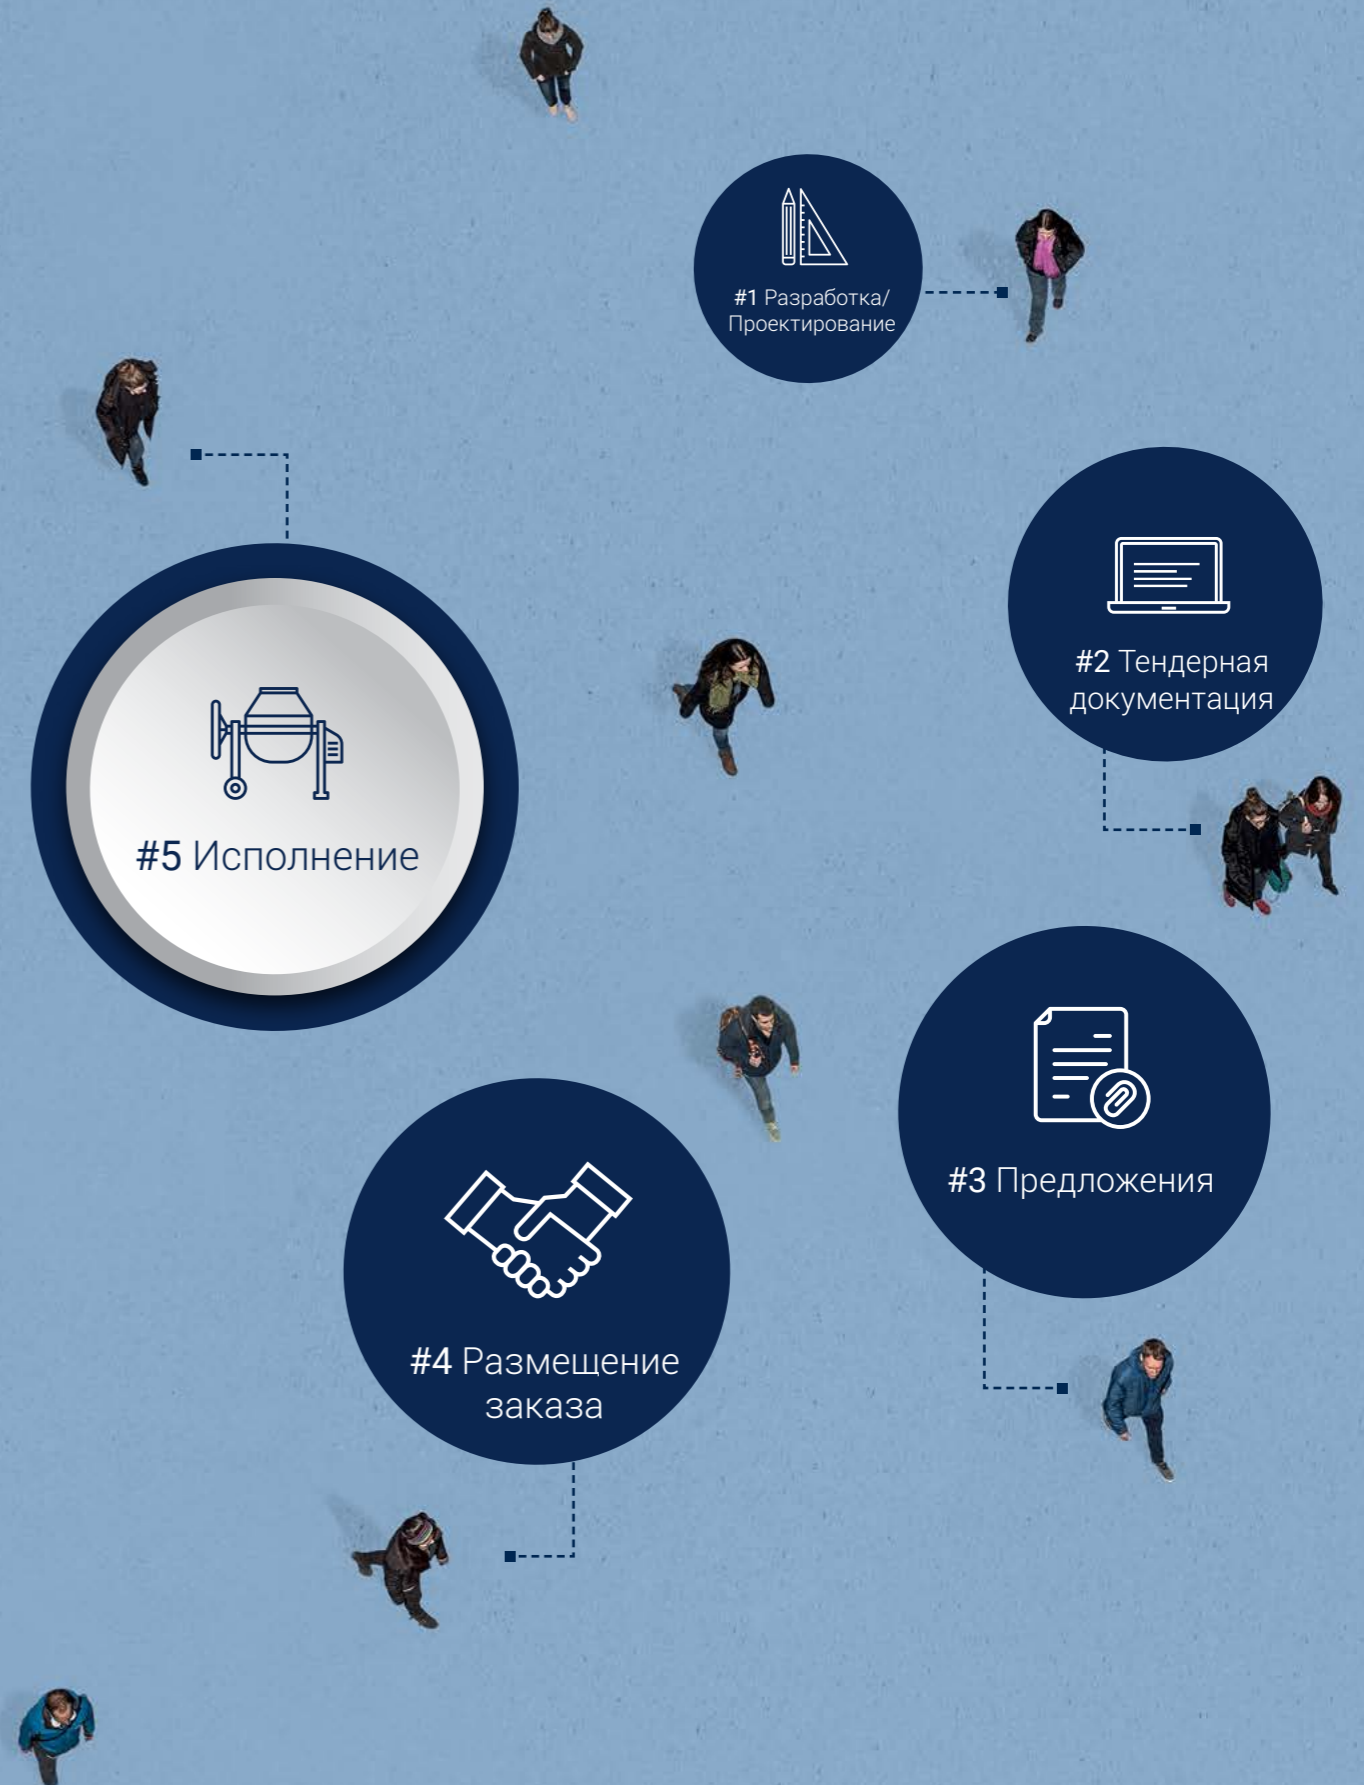 #1 Разработка/
Проектирование
#2 Тендерная
документация
#3 Предложения
#4 Размещение
заказа
#5 Исполнение